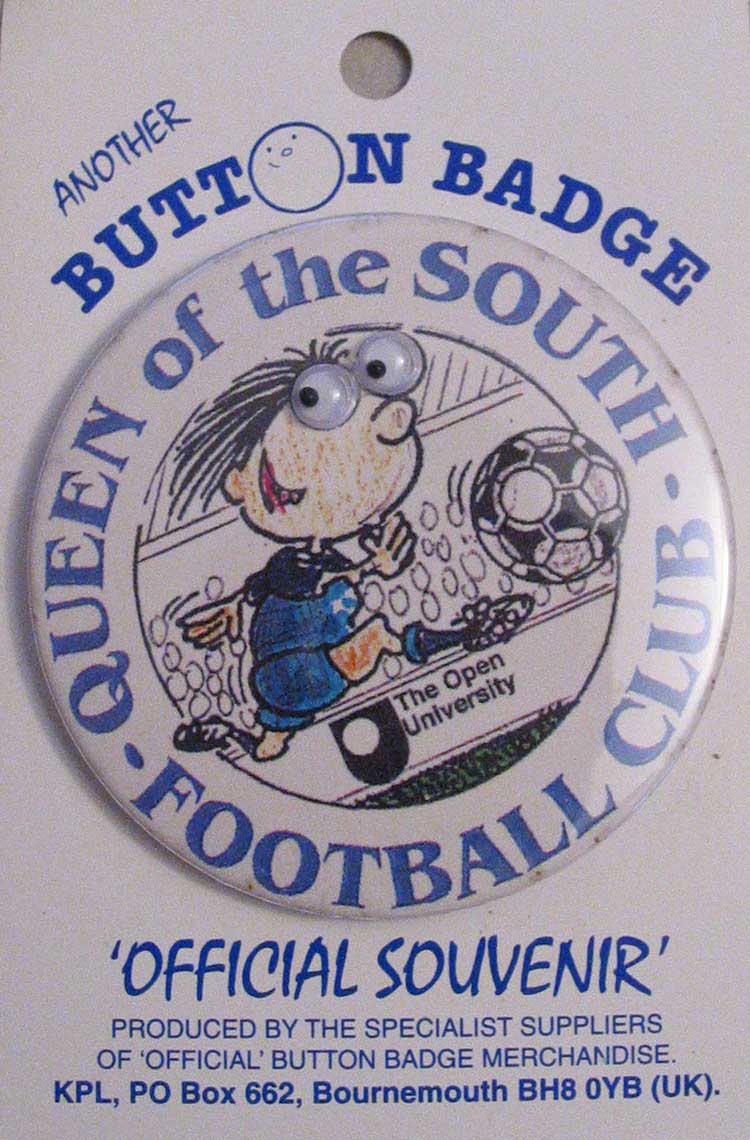 ANOTHER
BUTTON BADGE
QUEEN of the SOUTH
· FOOTBALL CLUB ·
The Open
University
'OFFICIAL SOUVENIR'
PRODUCED BY THE SPECIALIST SUPPLIERS
OF 'OFFICIAL' BUTTON BADGE MERCHANDISE.
KPL, PO Box 662, Bournemouth BH8 0YB (UK).